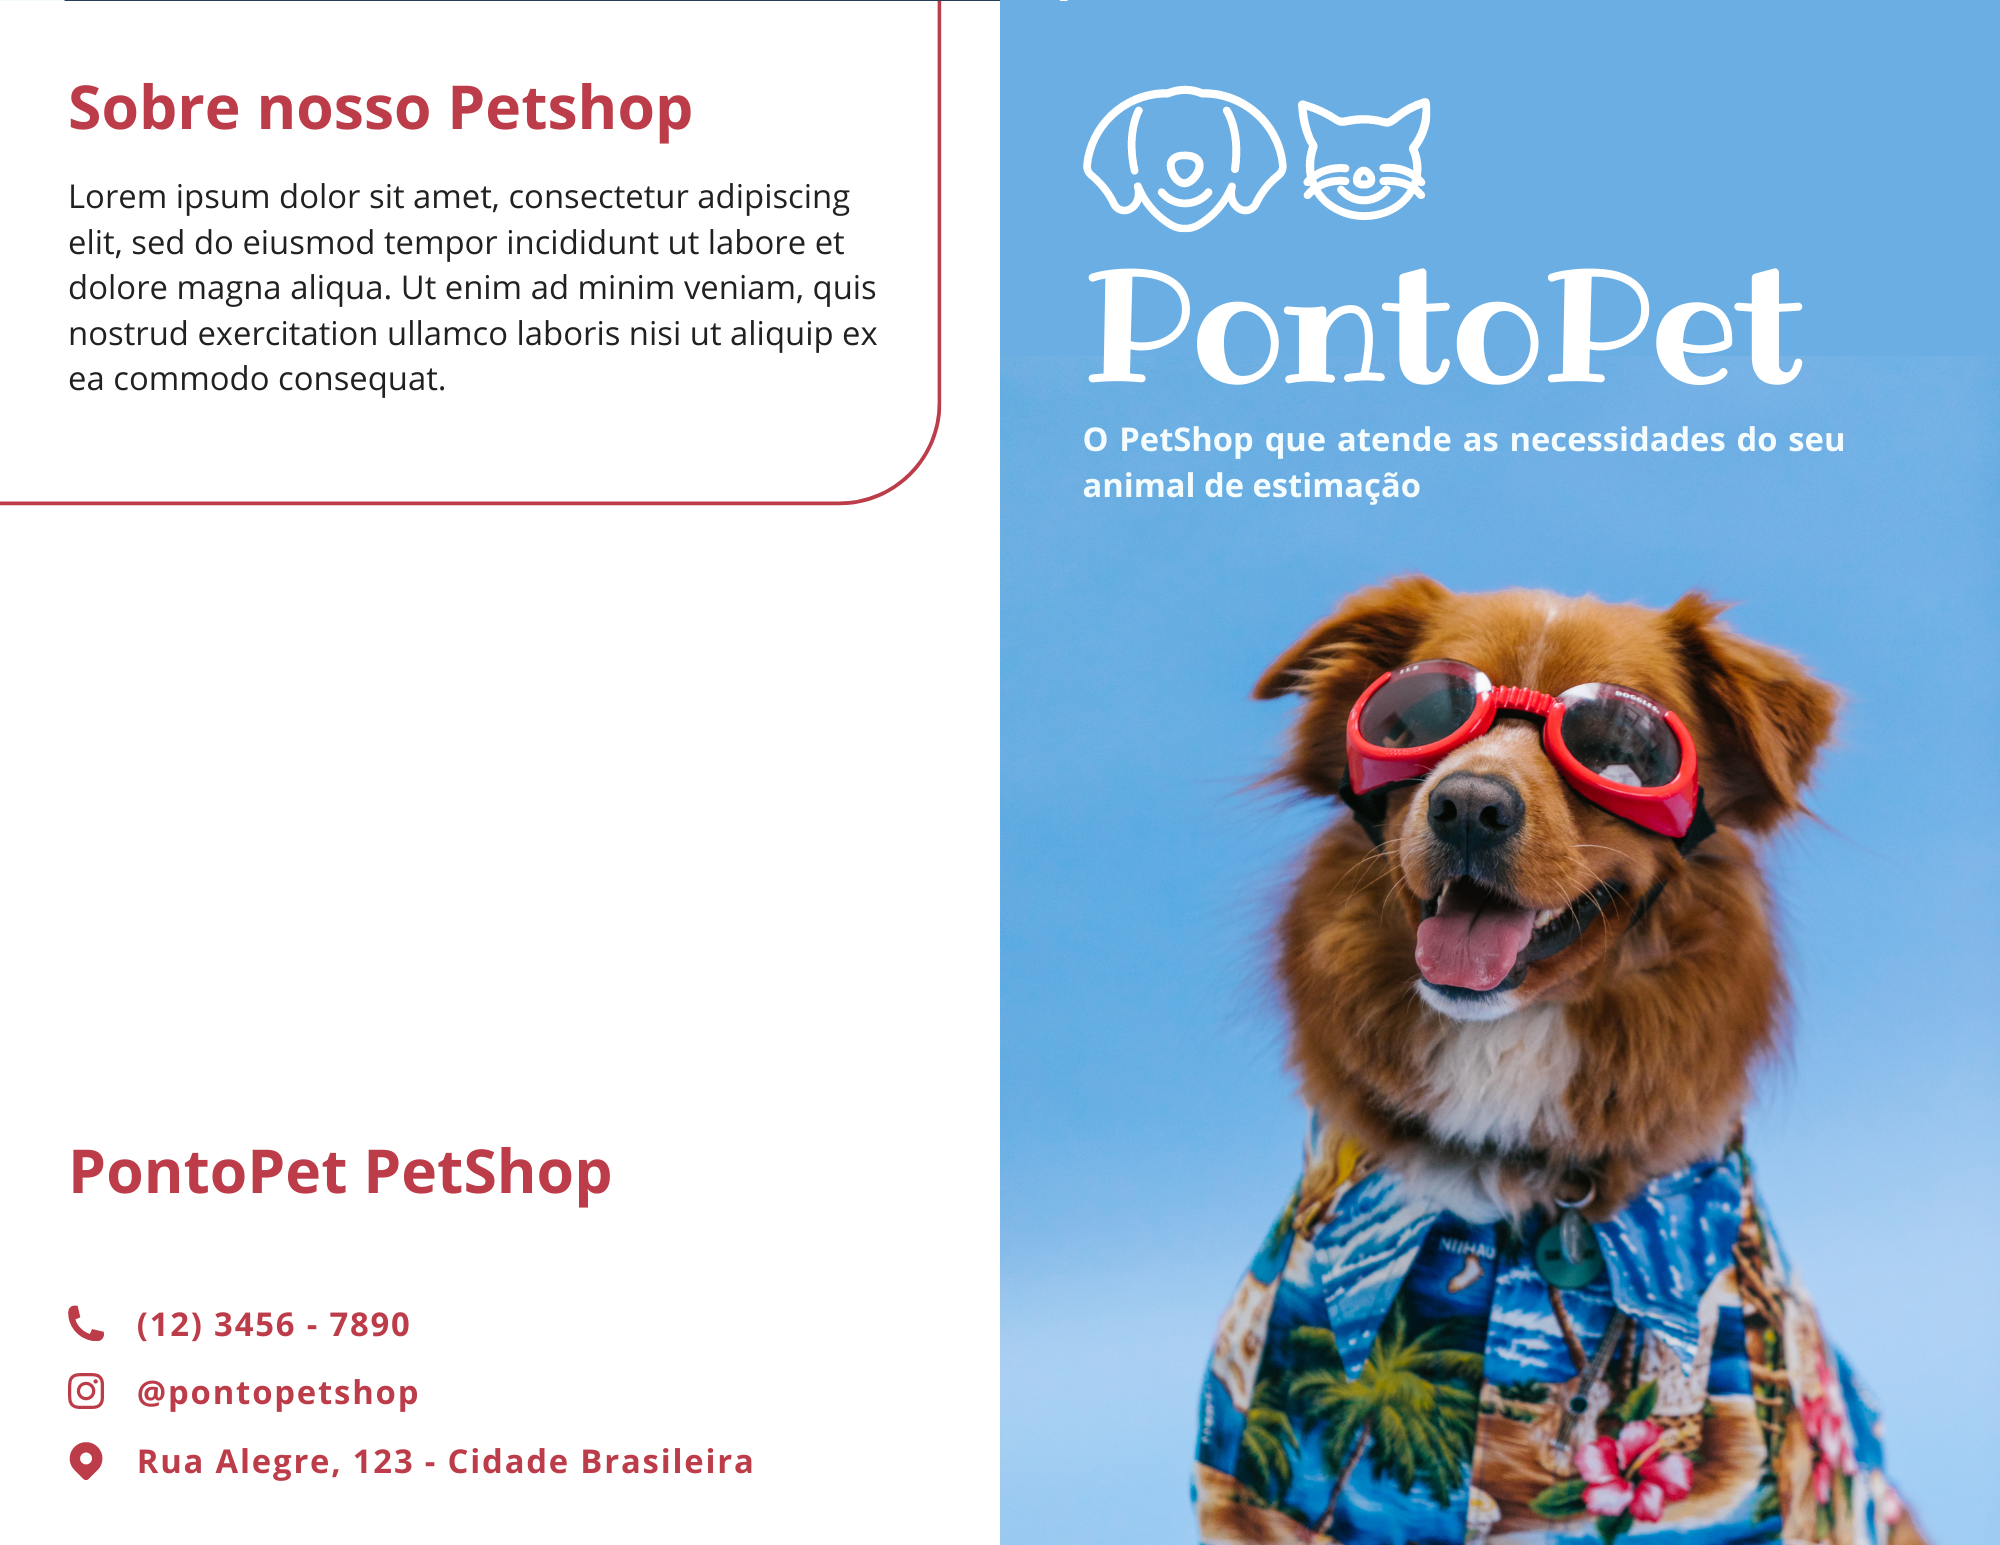 Sobre nosso Petshop
Lorem ipsum dolor sit amet, consectetur adipiscing
elit, sed do eiusmod tempor incididunt ut labore et
dolore magna aliqua. Ut enim ad minim veniam, quis
nostrud exercitation ullamco laboris nisi ut aliquip ex
ea commodo consequat.
PontoPet PetShop
(12) 3456 - 7890
@pontopetshop
Rua Alegre, 123 - Cidade Brasileira
PontoPet
O PetShop que atende as necessidades do seu
animal de estimação
DOGGLES
NIIHAU